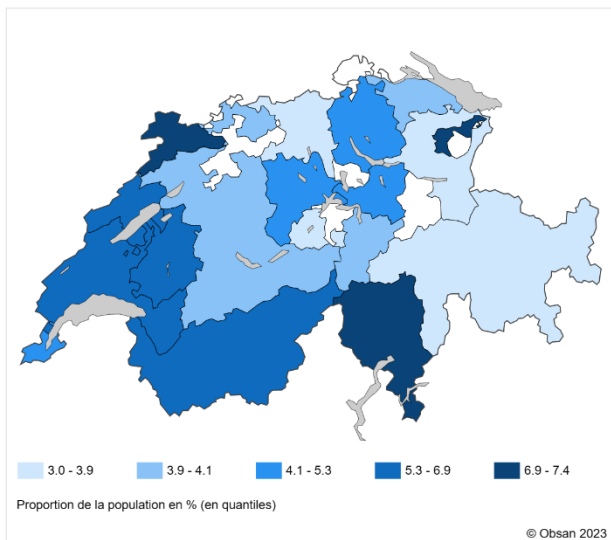 3.0 - 3.9 3.9 - 4.1 4.1 - 5.3 5.3 - 6.9 6.9 - 7.4
Proportion de la population en % (en quantiles)
© Obsan 2023